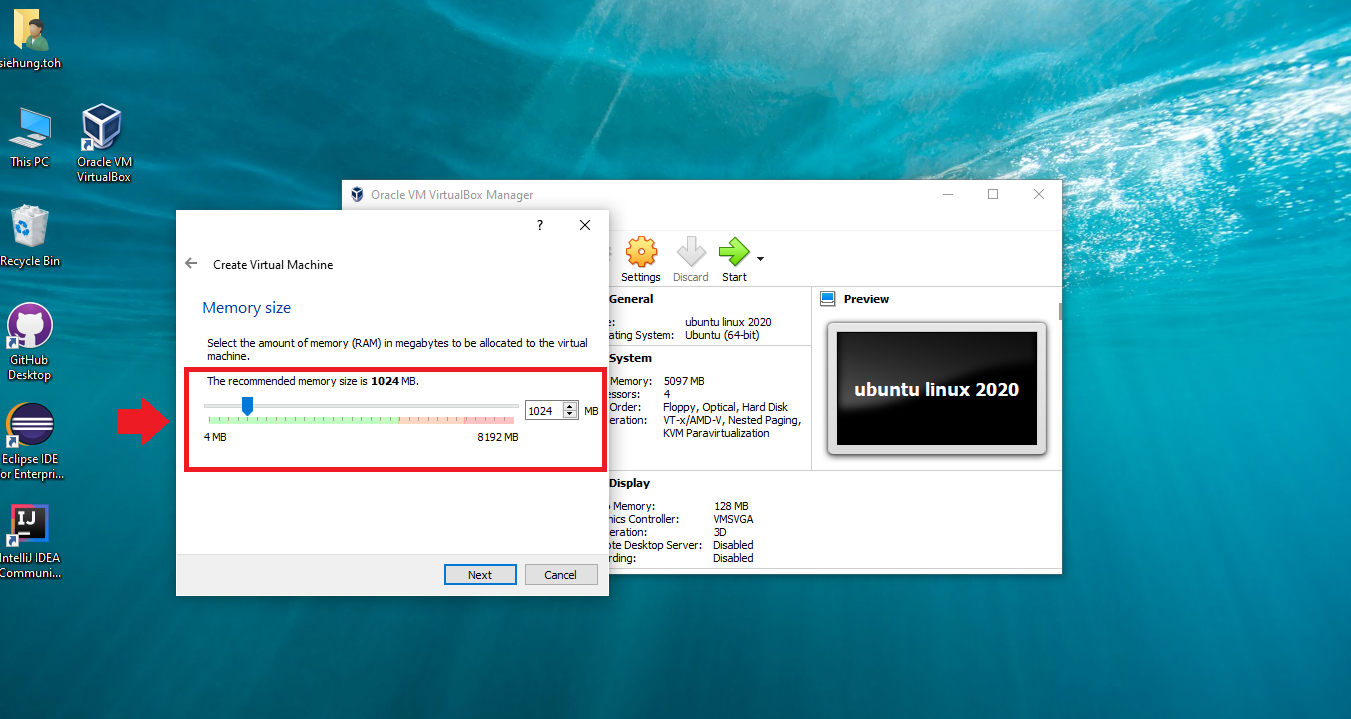 siehung.toh
This PC
Oracle VM
VirtualBox
Recycle Bin
GitHub
Desktop
Eclipse IDE
or Enterpri...
IntelliJ IDEA
Communi...
Oracle VM VirtualBox Manager
?
Create Virtual Machine
Memory size
Select the amount of memory (RAM) in megabytes to be allocated to the virtual
machine.
The recommended memory size is 1024 MB.
1024 MB
4 MB 8192 MB
Next Cancel
Settings Discard Start
General
e: ubuntu linux 2020
ating System: Ubuntu (64-bit)
System
Memory: 5097 MB
essors: 4
Order: Floppy, Optical, Hard Disk
eration: VT-x/AMD-V, Nested Paging,
KVM Paravirtualization
Display
Memory: 128 MB
hics Controller: VMSVGA
eration: 3D
ote Desktop Server: Disabled
rding: Disabled
Preview
ubuntu linux 2020
IJ